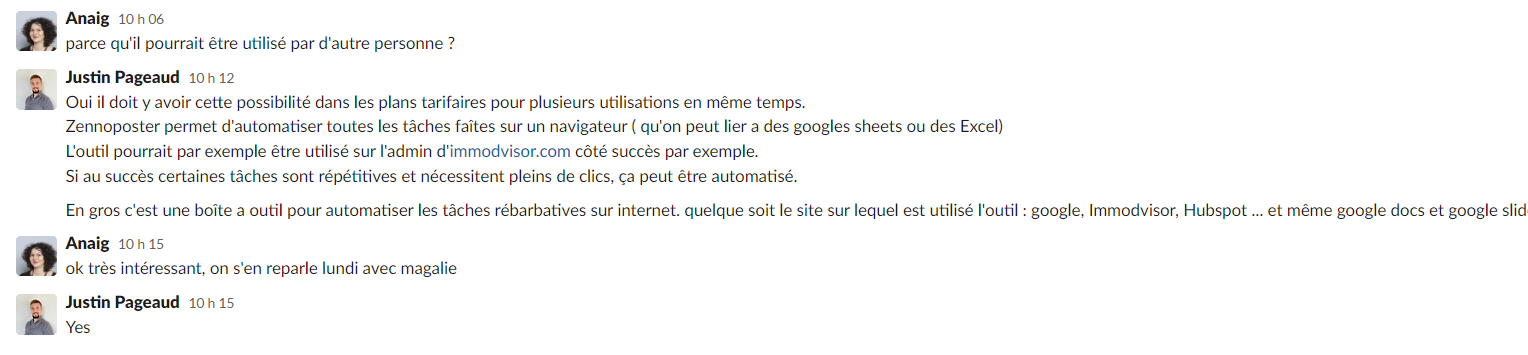 Anaig 10 h 06
parce qu'il pourrait être utilisé par d'autre personne ?
Justin Pageaud 10 h 12
Oui il doit y avoir cette possibilité dans les plans tarifaires pour plusieurs utilisations en même temps.
Zennoposter permet d'automatiser toutes les tâches faîtes sur un navigateur ( qu'on peut lier a des googles sheets ou des Excel)
L'outil pourrait par exemple être utilisé sur l'admin d'immodvisor.com côté succès par exemple.
Si au succès certaines tâches sont répétitives et nécessitent pleins de clics, ça peut être automatisé.
En gros c'est une boîte a outil pour automatiser les tâches rébarbatives sur internet. quelque soit le site sur lequel est utilisé l'outil : google, Immodvisor, Hubspot ... et même google docs et google slid
Anaig 10 h 15
ok très intéressant, on s'en reparle lundi avec magalie
Justin Pageaud 10 h 15
Yes